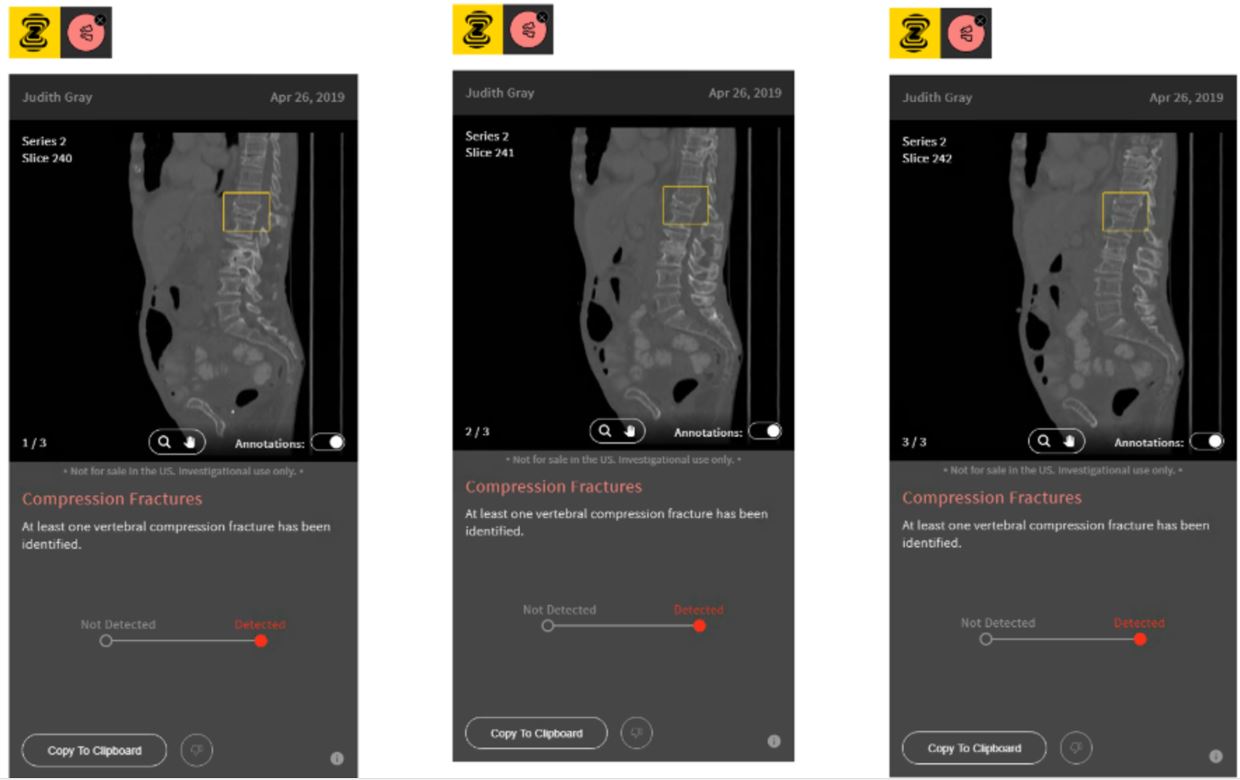 Judith Gray Apr 26, 2019
Series 2
Slice 240
1 / 3 Annotations:
• Not for sale in the US. Investigational use only. •
Compression Fractures
At least one vertebral compression fracture has been
identified.
Not Detected Detected
Copy To Clipboard
Judith Gray Apr 26, 2019
Series 2
Slice 241
2 / 3 Annotations:
• Not for sale in the US. Investigational use only. •
Compression Fractures
At least one vertebral compression fracture has been
identified.
Not Detected Detected
Copy To Clipboard
Judith Gray Apr 26, 2019
Series 2
Slice 242
3 / 3 Annotations:
• Not for sale in the US. Investigational use only. •
Compression Fractures
At least one vertebral compression fracture has been
identified.
Not Detected Detected
Copy To Clipboard